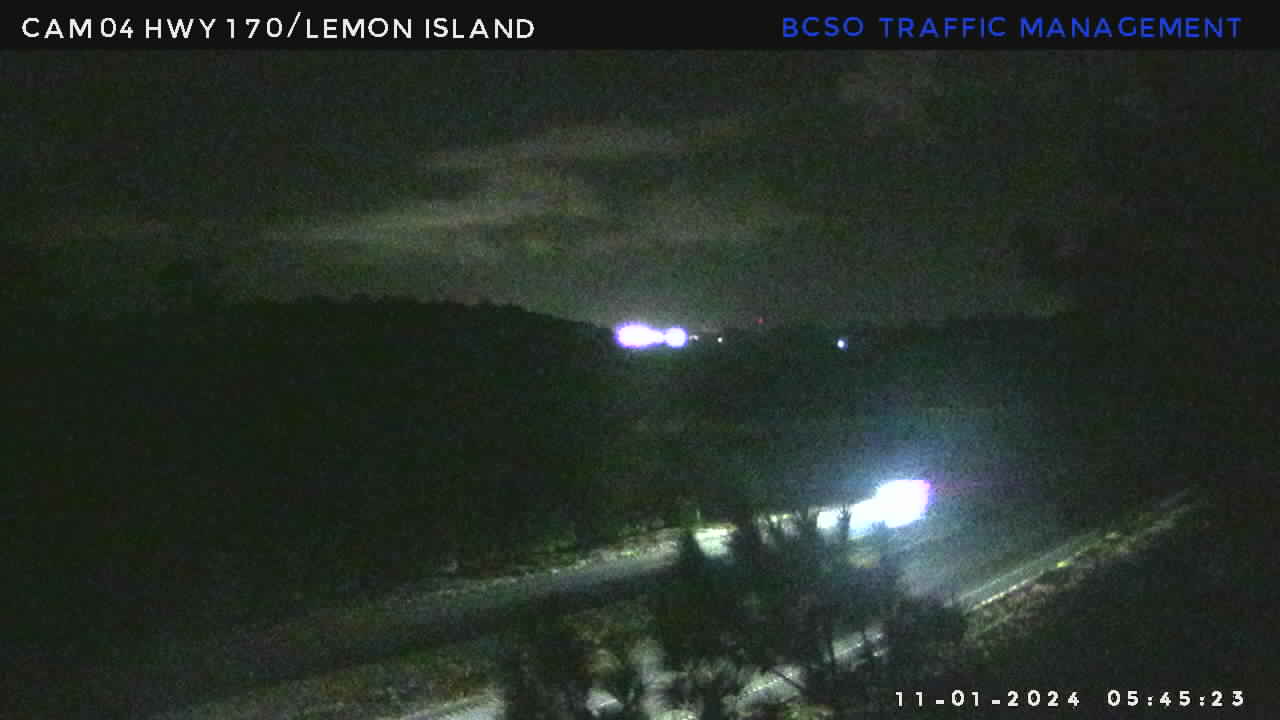 CAM04 HWY 170/LEMON ISLAND
BCSO TRAFFIC MANAGEMENT
11-01-2024 05:45:23